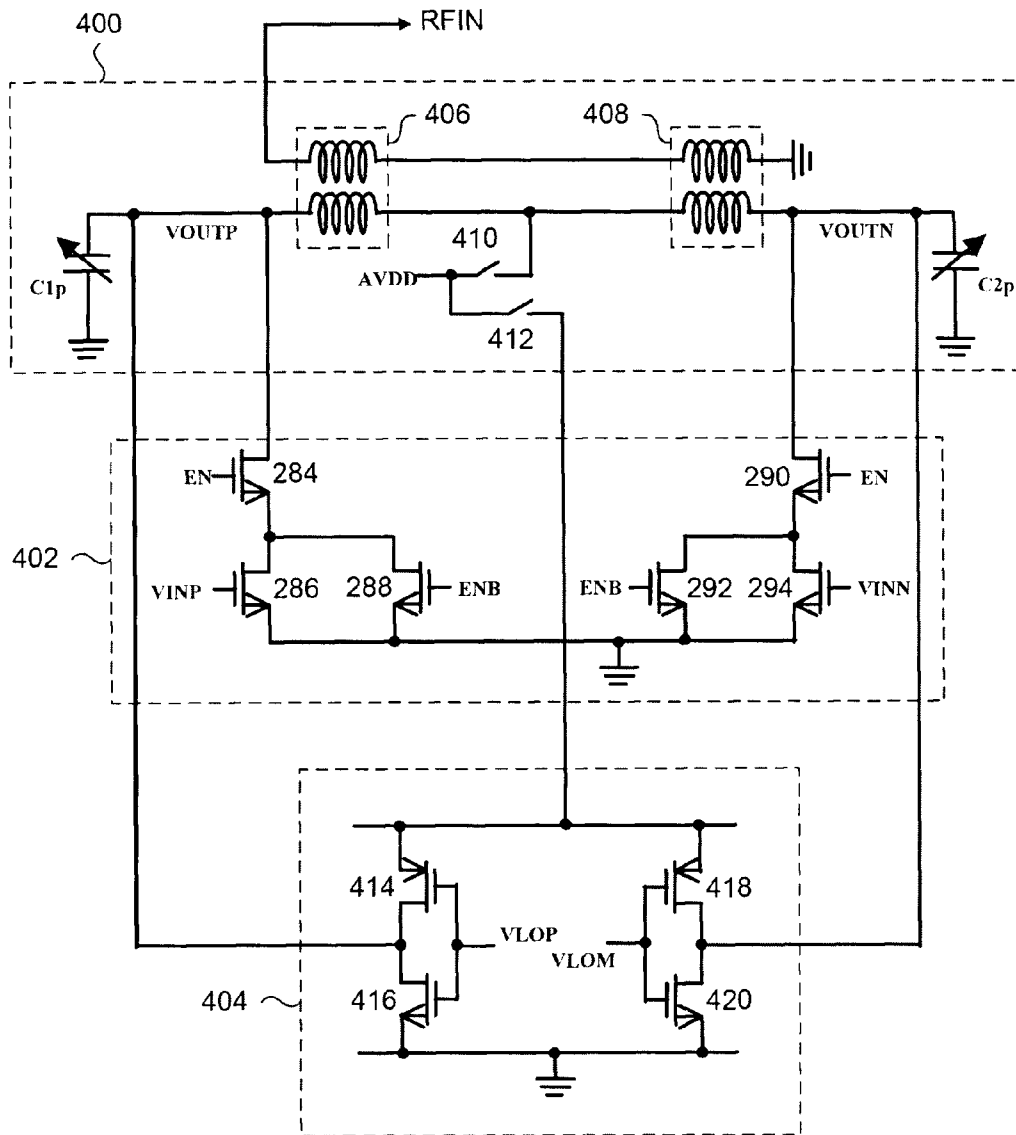 400
RFIN
406
408
VOUTP
410
VOUTN
AVDD
C1p
C2p
412
EN
284
290
EN
402
VINP
286
288
ENB
ENB
292
294
VINN
414
418
VLOP
VLOM
404
416
420